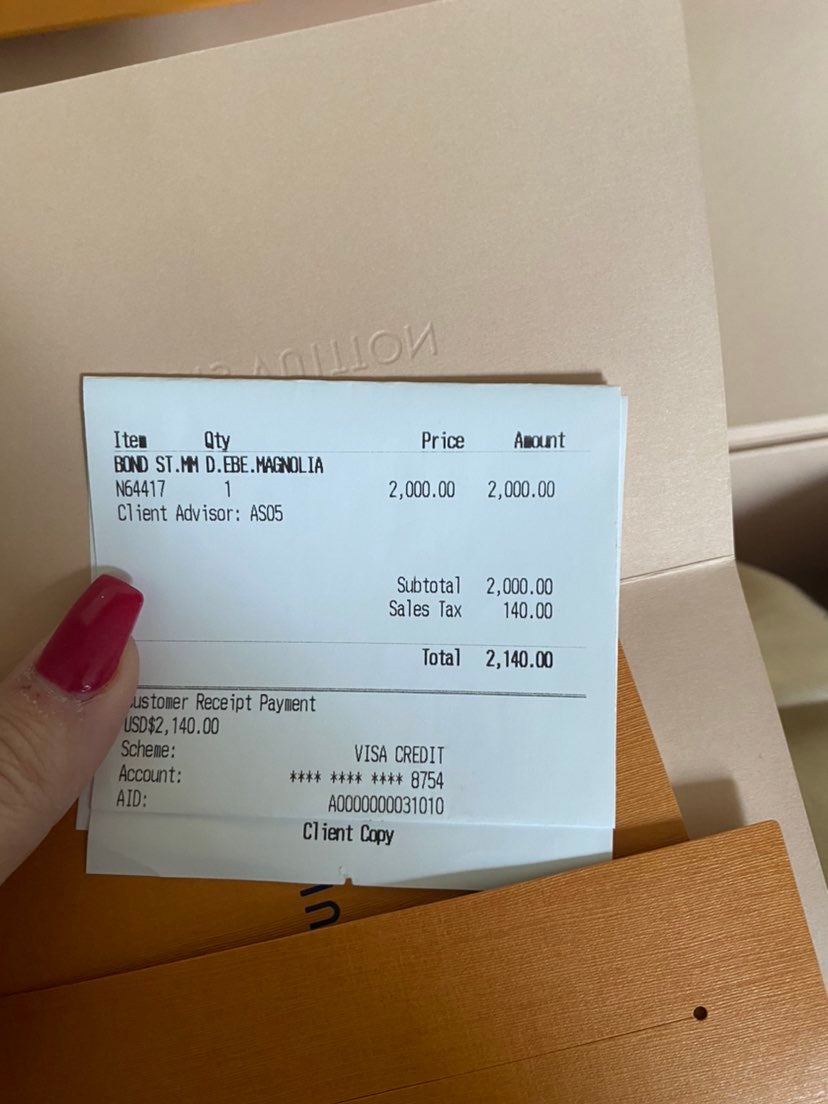 VUITTON
Item Qty Price Amount
BOND ST.MM D.EBE.MAGNOLIA
N64417 1 2,000.00 2,000.00
Client Advisor: AS05
Subtotal 2,000.00
Sales Tax 140.00
Total 2,140.00
ustomer Receipt Payment
USD$2,140.00
Scheme: VISA CREDIT
Account: **** **** **** 8754
AID: A0000000031010
Client Copy